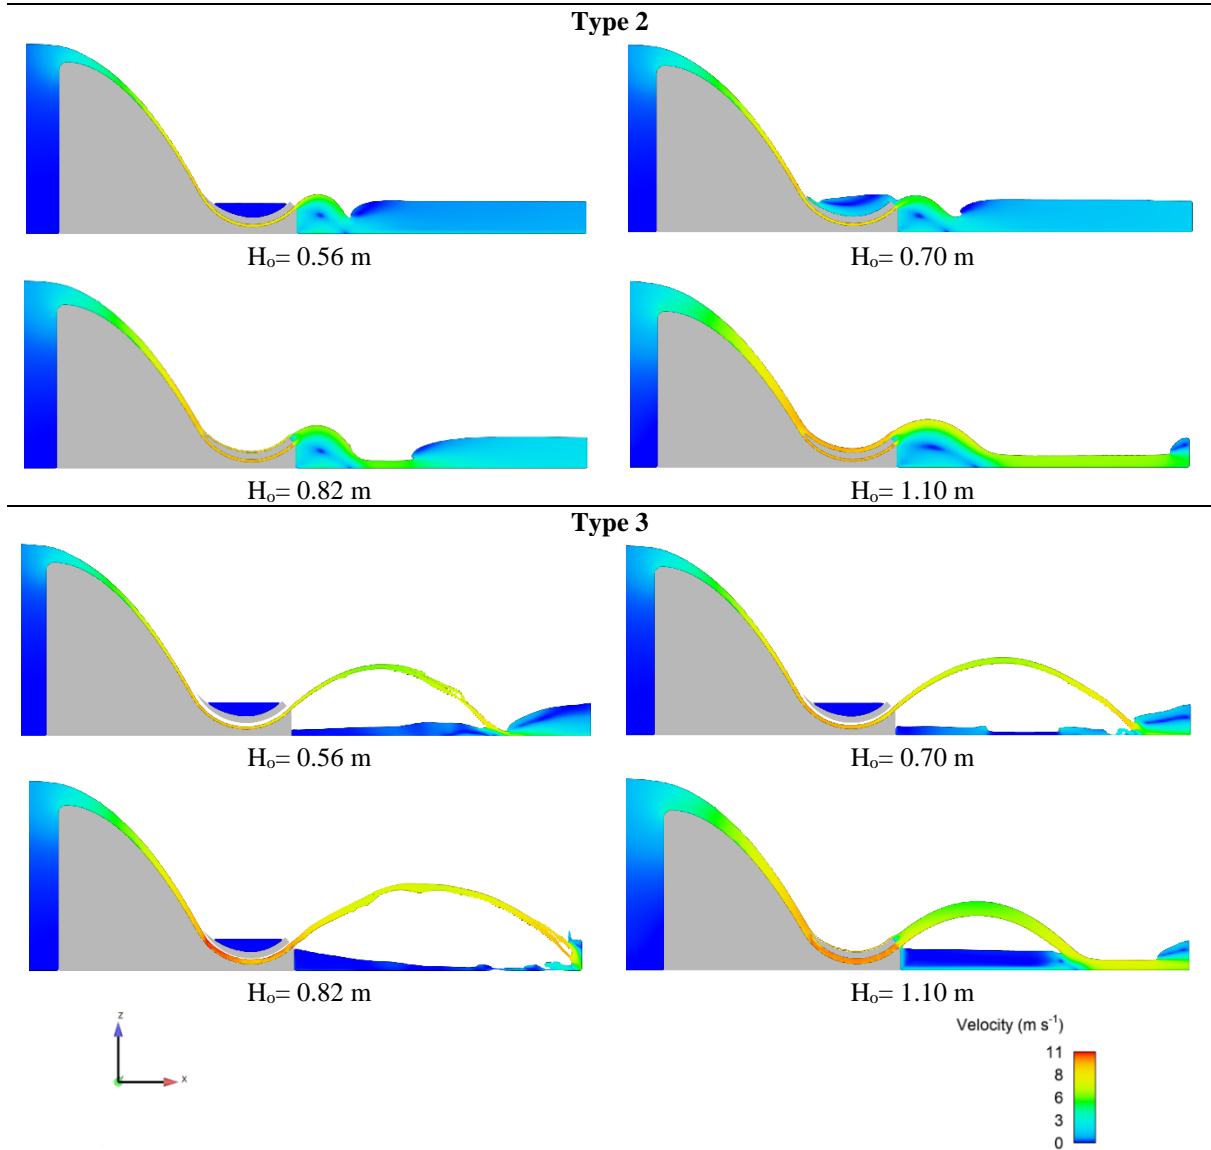 Type 2
Hₒ= 0.56 m
Hₒ= 0.70 m
Hₒ= 0.82 m
Hₒ= 1.10 m
Type 3
Hₒ= 0.56 m
Hₒ= 0.70 m
Hₒ= 0.82 m
Hₒ= 1.10 m
z
x
Velocity (m s⁻¹)
11
8
6
3
0